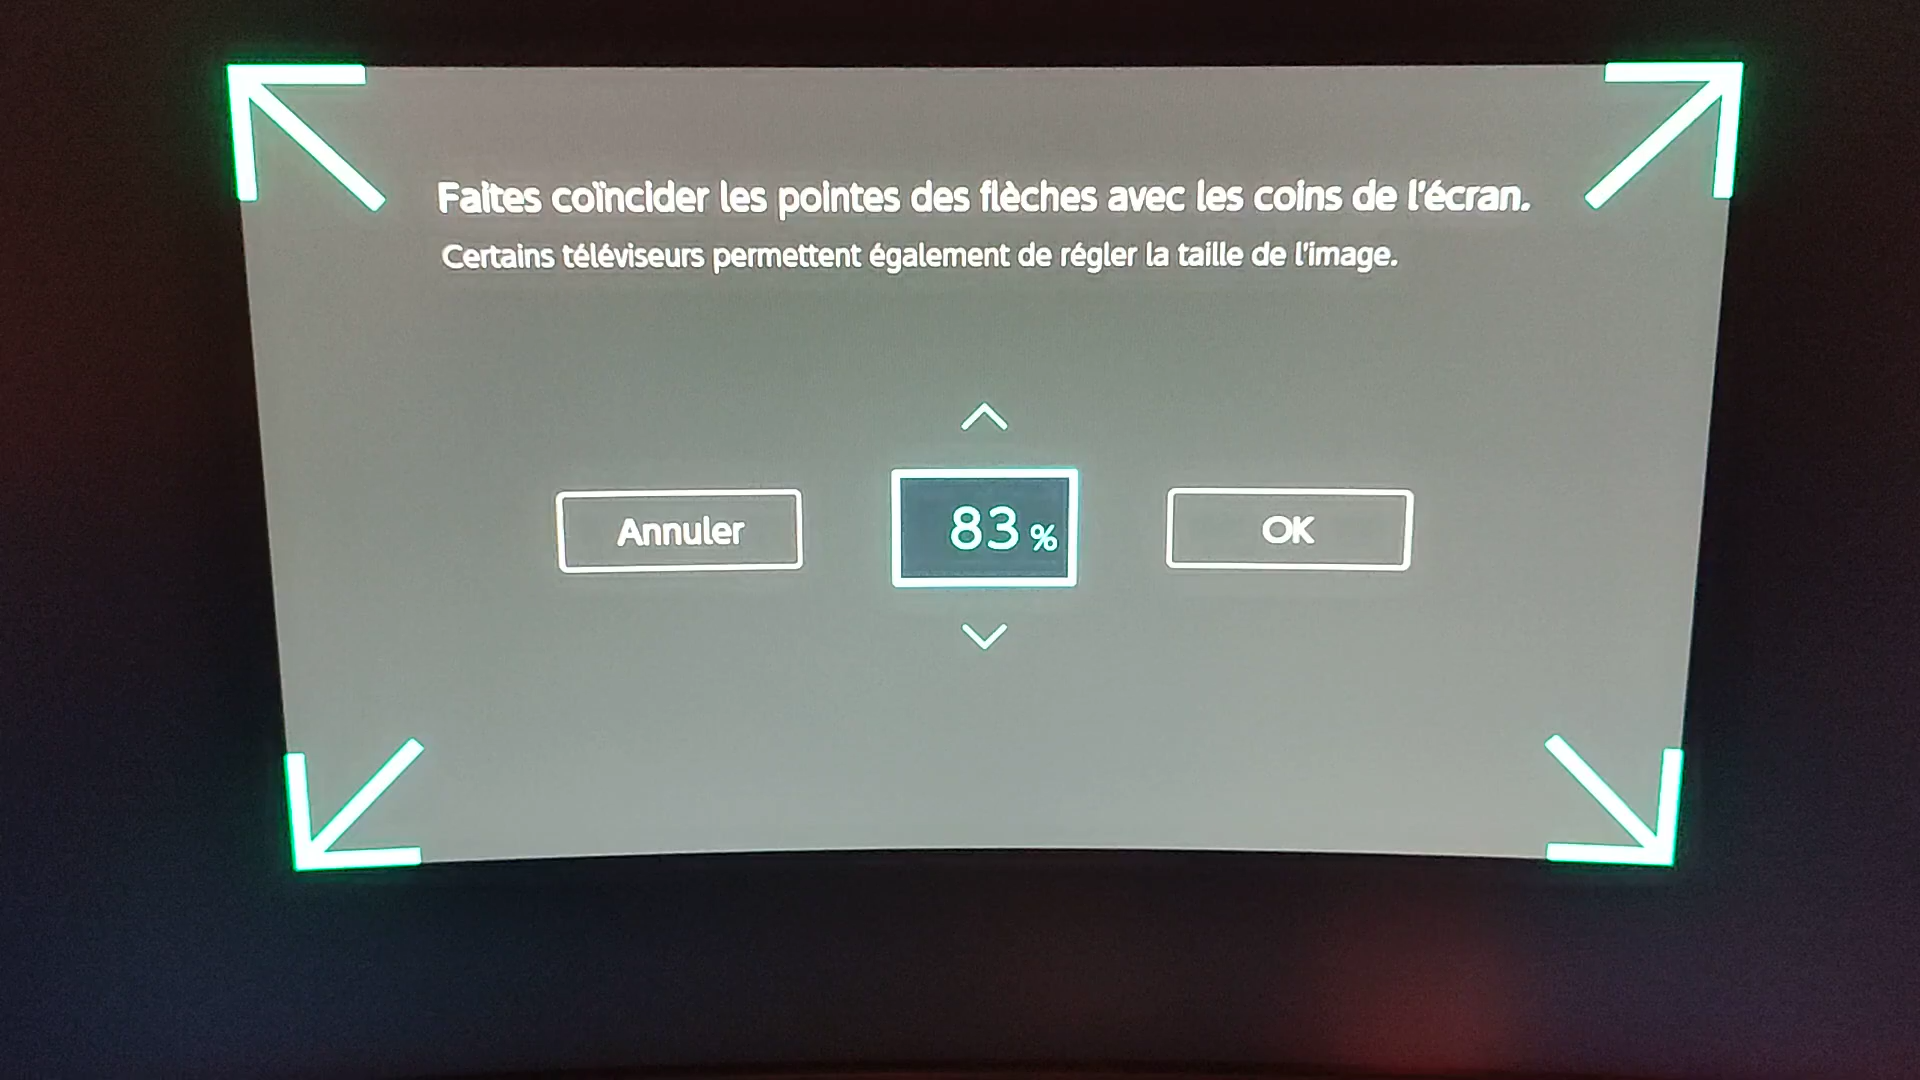 Faites coïncider les pointes des flèches avec les coins de l'écran.
Certains téléviseurs permettent également de régler la taille de l'image.
Annuler
83 %
OK